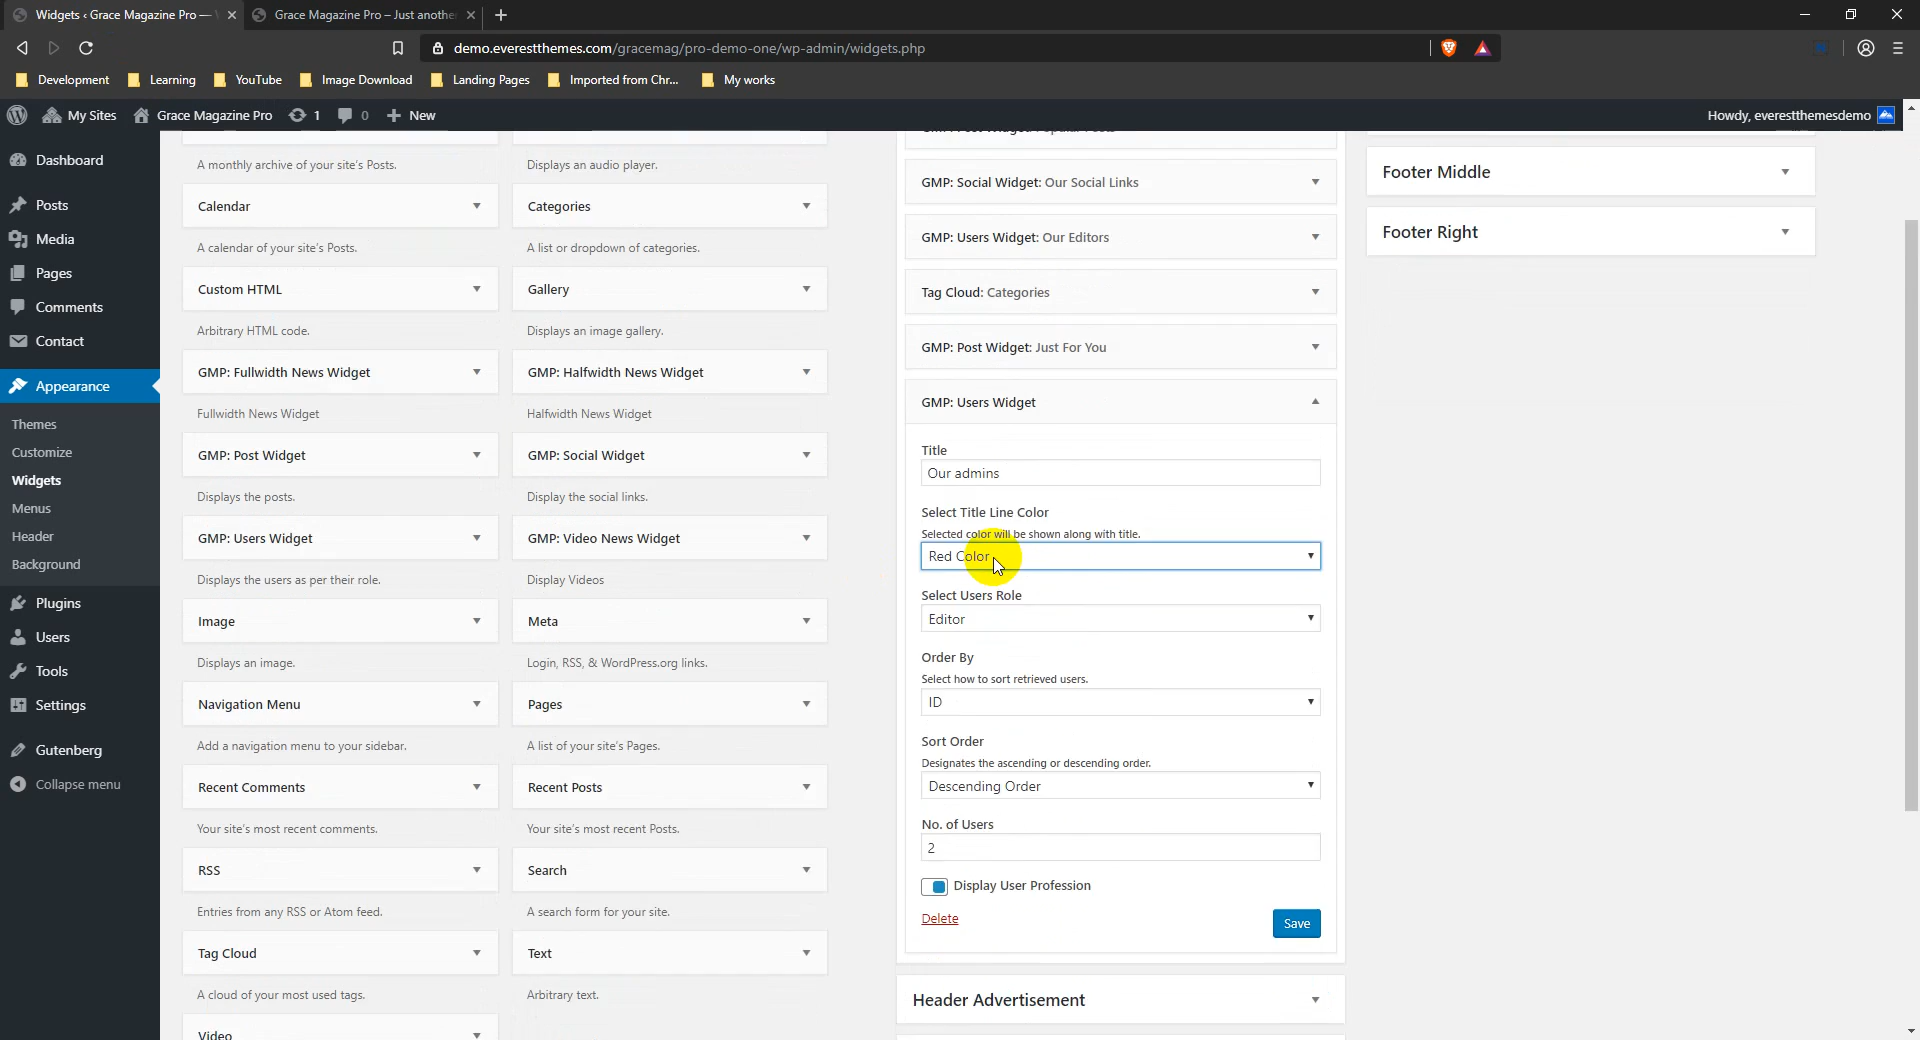 Widgets ‹ Grace Magazine Pro —
Grace Magazine Pro – Just anothe
demo.everestthemes.com/gracemag/pro-demo-one/wp-admin/widgets.php
Development
Learning
YouTube
Image Download
Landing Pages
Imported from Chr...
My works
My Sites
Grace Magazine Pro
1
0
New
Howdy, everestthemesdemo
Dashboard
Posts
Media
Pages
Comments
Contact
Appearance
Themes
Customize
Widgets
Menus
Header
Background
Plugins
Users
Tools
Settings
Gutenberg
Collapse menu
A monthly archive of your site's Posts.
Displays an audio player.
Calendar
Categories
A calendar of your site's Posts.
A list or dropdown of categories.
Custom HTML
Gallery
Arbitrary HTML code.
Displays an image gallery.
GMP: Fullwidth News Widget
GMP: Halfwidth News Widget
Fullwidth News Widget
Halfwidth News Widget
GMP: Post Widget
GMP: Social Widget
Displays the posts.
Display the social links.
GMP: Users Widget
GMP: Video News Widget
Displays the users as per their role.
Display Videos
Image
Meta
Displays an image.
Login, RSS, & WordPress.org links.
Navigation Menu
Pages
Add a navigation menu to your sidebar.
A list of your site's Pages.
Recent Comments
Recent Posts
Your site's most recent comments.
Your site's most recent Posts.
RSS
Search
Entries from any RSS or Atom feed.
A search form for your site.
Tag Cloud
Text
A cloud of your most used tags.
Arbitrary text.
Video
GMP: Social Widget: Our Social Links
GMP: Users Widget: Our Editors
Tag Cloud: Categories
GMP: Post Widget: Just For You
GMP: Users Widget
Title
Our admins
Select Title Line Color
Selected color will be shown along with title.
Red Color
Select Users Role
Editor
Order By
Select how to sort retrieved users.
ID
Sort Order
Designates the ascending or descending order.
Descending Order
No. of Users
2
Display User Profession
Delete
Save
Header Advertisement
Footer Middle
Footer Right